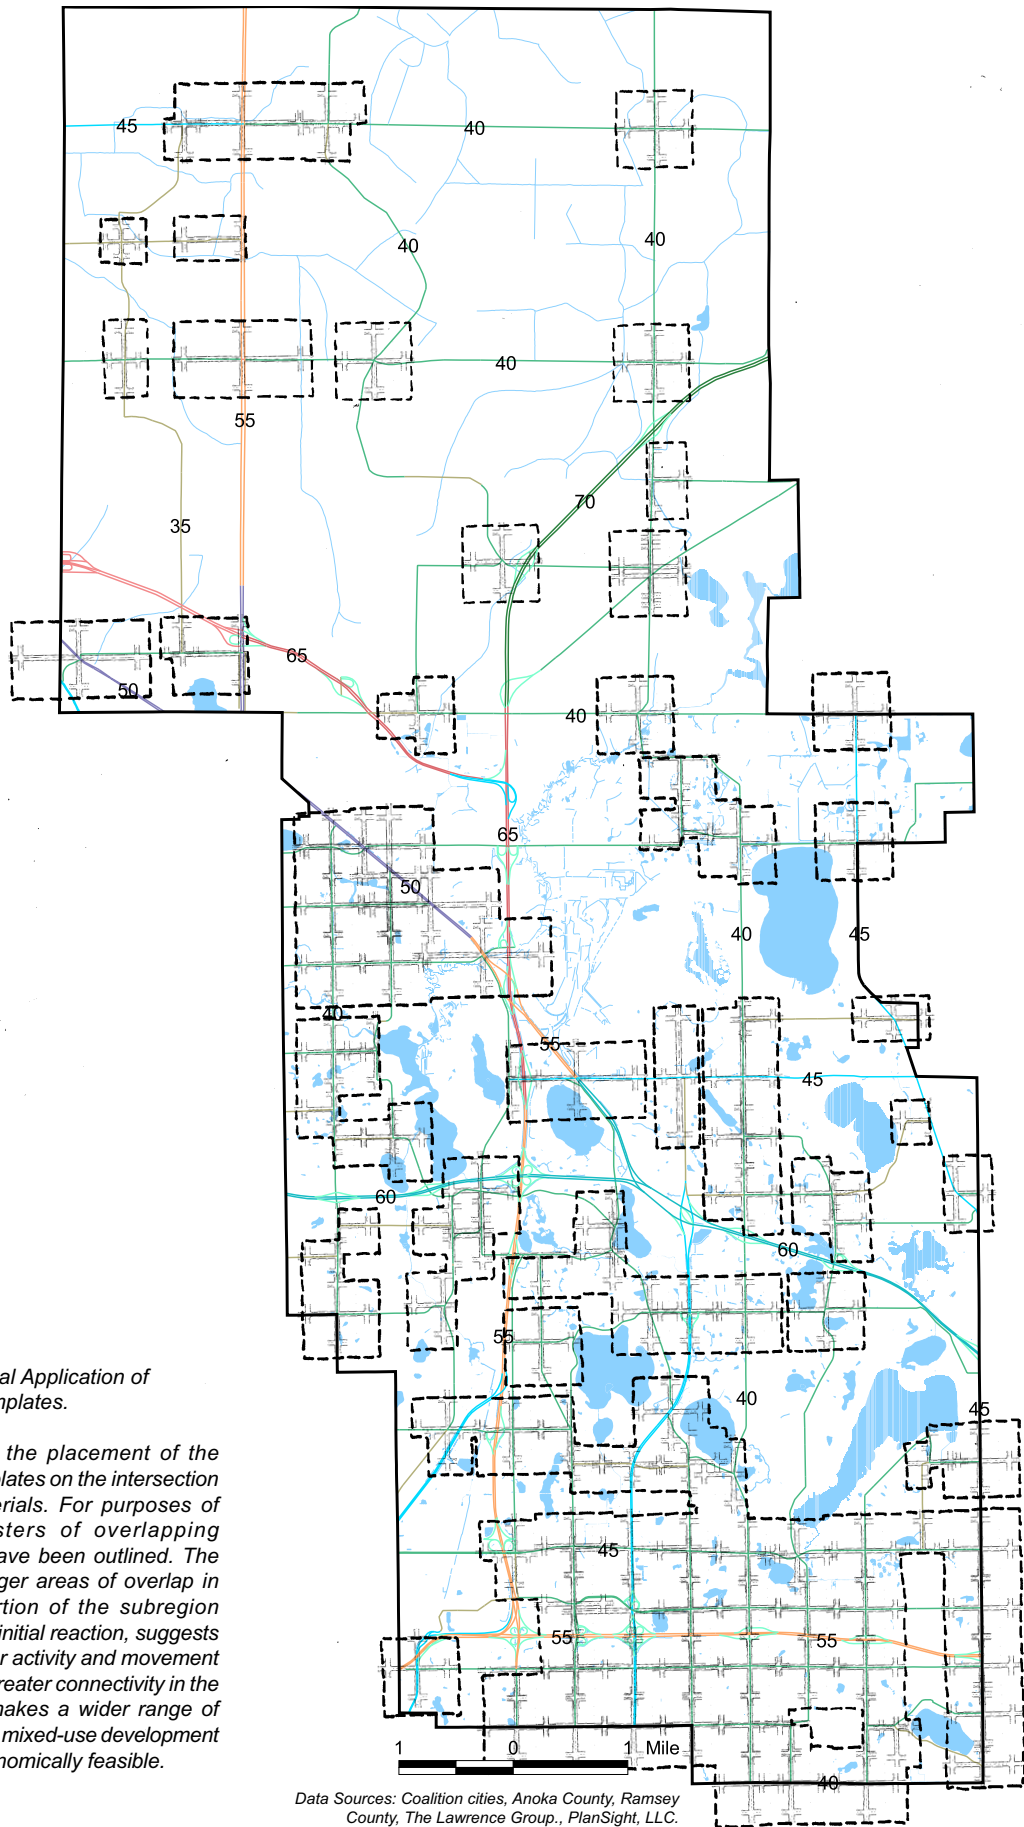 45
40
40
40
40
55
70
35
65
50
40
65
50
40
45
40
55
45
60
60
55
40
45
45
55
55
40
al Application of
nplates.
the placement of the
plates on the intersection
erials. For purposes of
sters of overlapping
ave been outlined. The
ger areas of overlap in
rtion of the subregion
initial reaction, suggests
r activity and movement
reater connectivity in the
makes a wider range of
mixed-use development
nomically feasible.
1 0 1 Mile
Data Sources: Coalition cities, Anoka County, Ramsey
County, The Lawrence Group., PlanSight, LLC.